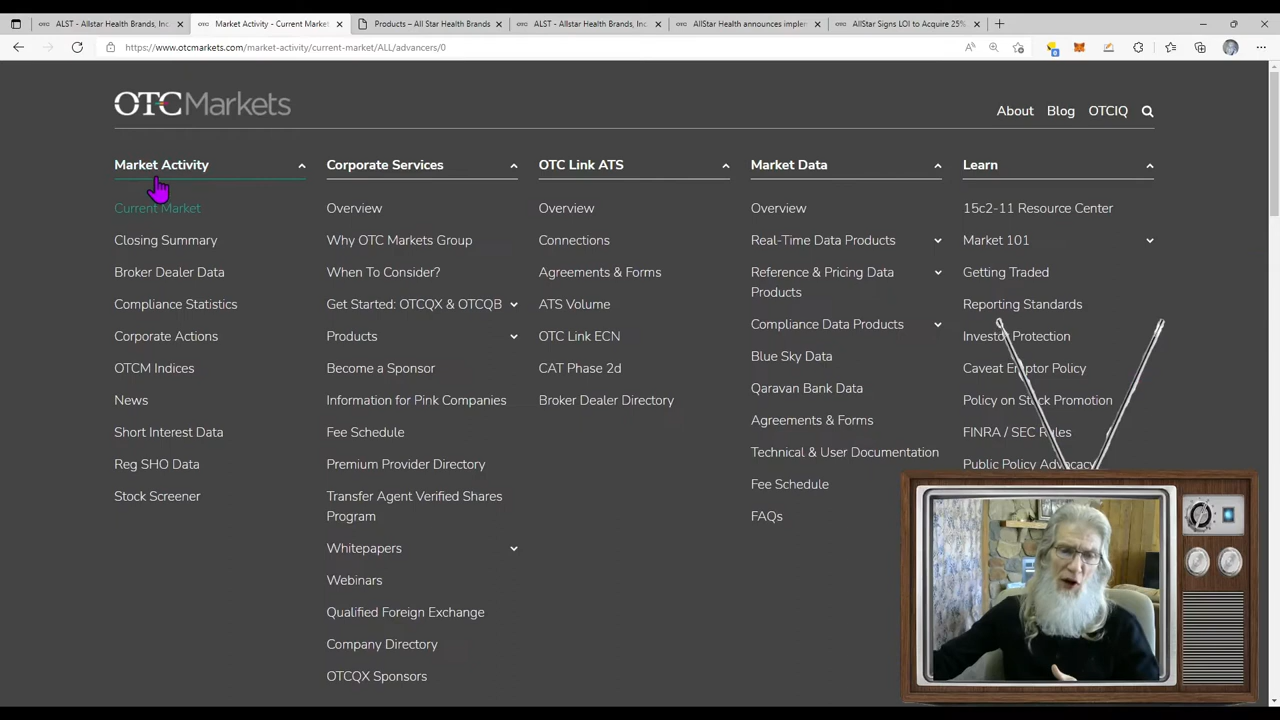 ALST - Allstar Health Brands, Inc.
Market Activity - Current Market
Products – All Star Health Brands
ALST - Allstar Health Brands, Inc.
AllStar Health announces implem
AllStar Signs LOI to Acquire 25%
https://www.otcmarkets.com/market-activity/current-market/ALL/advancers/0
OTCMarkets
About
Blog
OTCIQ
Market Activity
Current Market
Closing Summary
Broker Dealer Data
Compliance Statistics
Corporate Actions
OTCM Indices
News
Short Interest Data
Reg SHO Data
Stock Screener
Corporate Services
Overview
Why OTC Markets Group
When To Consider?
Get Started: OTCQX & OTCQB
Products
Become a Sponsor
Information for Pink Companies
Fee Schedule
Premium Provider Directory
Transfer Agent Verified Shares
Program
Whitepapers
Webinars
Qualified Foreign Exchange
Company Directory
OTCQX Sponsors
OTC Link ATS
Overview
Connections
Agreements & Forms
ATS Volume
OTC Link ECN
CAT Phase 2d
Broker Dealer Directory
Market Data
Overview
Real-Time Data Products
Reference & Pricing Data
Products
Compliance Data Products
Blue Sky Data
Qaravan Bank Data
Agreements & Forms
Technical & User Documentation
Fee Schedule
FAQs
Learn
15c2-11 Resource Center
Market 101
Getting Traded
Reporting Standards
Investor Protection
Caveat Emptor Policy
Policy on Stock Promotion
FINRA / SEC Rules
Public Policy Advocacy